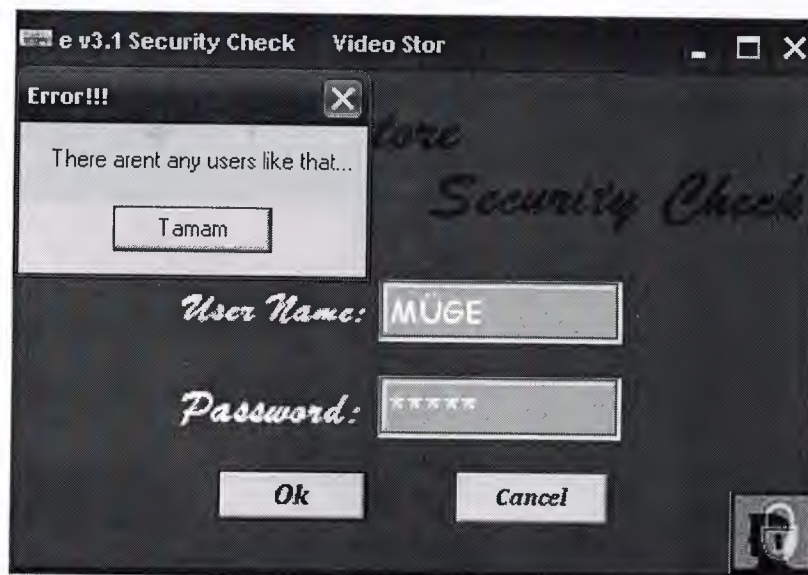 e v3.1 Security Check Video Stor
Error!!!
There arent any users like that...
Tamam
tore
Security Check
User Name: MÜGE
Password: *****
Ok Cancel